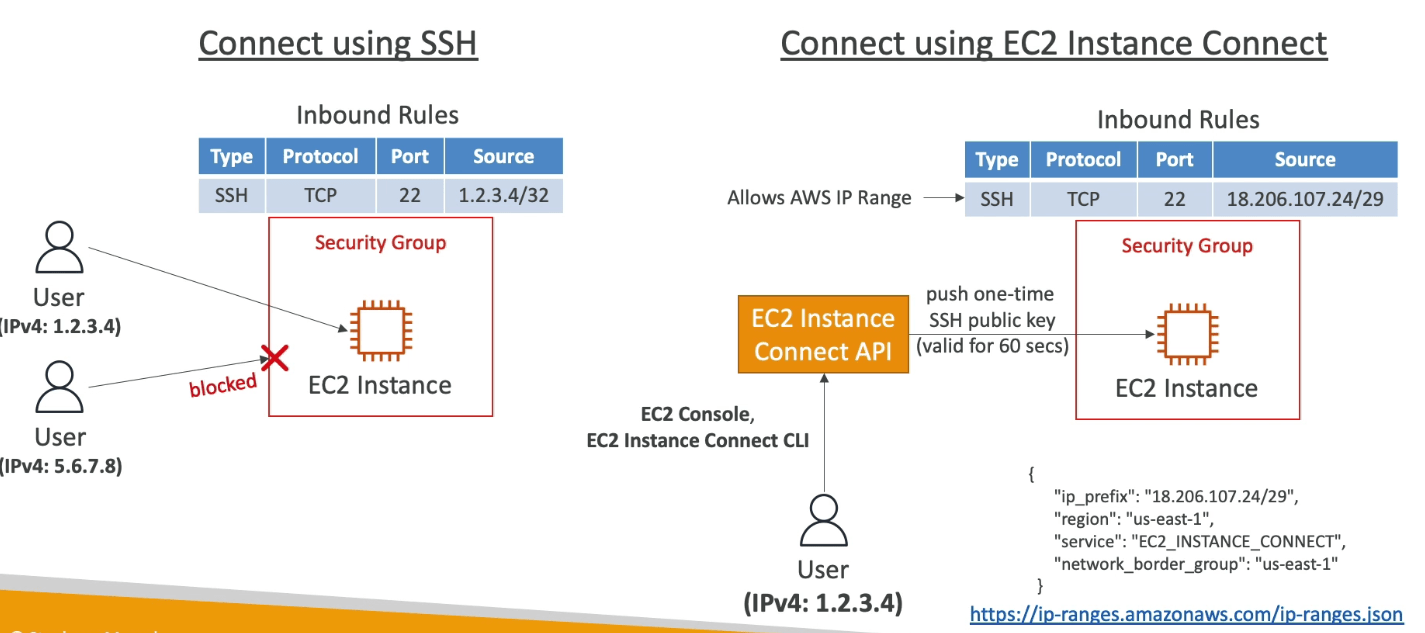 Connect using SSH
Inbound Rules
Type Protocol Port Source
SSH TCP 22 1.2.3.4/32
Security Group
User
(IPv4: 1.2.3.4)
blocked
EC2 Instance
User
(IPv4: 5.6.7.8)
Connect using EC2 Instance Connect
Inbound Rules
Type Protocol Port Source
Allows AWS IP Range
SSH TCP 22 18.206.107.24/29
Security Group
EC2 Instance
Connect API
push one-time
SSH public key
(valid for 60 secs)
EC2 Instance
EC2 Console,
EC2 Instance Connect CLI
User
(IPv4: 1.2.3.4)
{
"ip_prefix": "18.206.107.24/29",
"region": "us-east-1",
"service": "EC2_INSTANCE_CONNECT",
"network_border_group": "us-east-1"
}
https://ip-ranges.amazonaws.com/ip-ranges.json